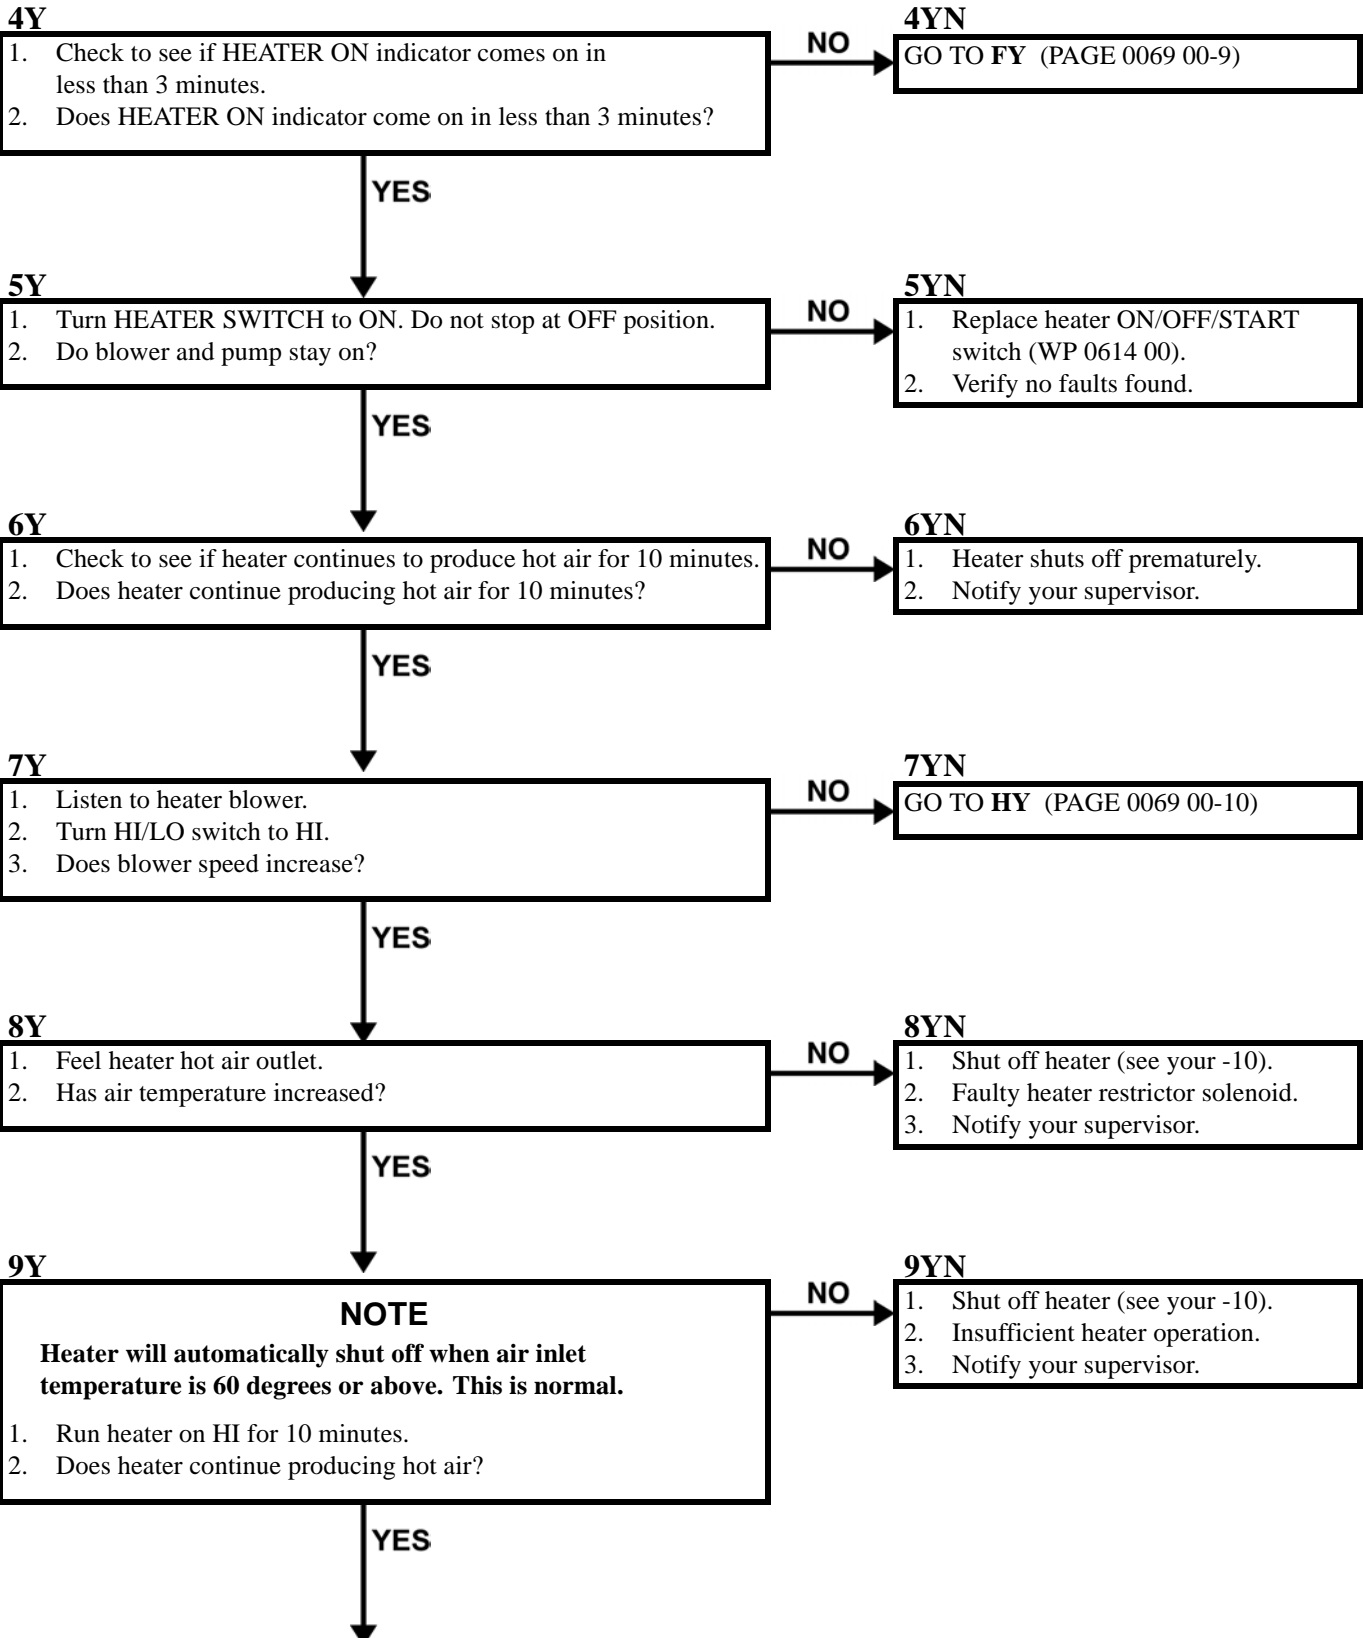 4Y
1. Check to see if HEATER ON indicator comes on in
less than 3 minutes.
2. Does HEATER ON indicator come on in less than 3 minutes?
NO
4YN
GO TO FY (PAGE 0069 00-9)
YES
5Y
1. Turn HEATER SWITCH to ON. Do not stop at OFF position.
2. Do blower and pump stay on?
NO
5YN
1. Replace heater ON/OFF/START
switch (WP 0614 00).
2. Verify no faults found.
YES
6Y
1. Check to see if heater continues to produce hot air for 10 minutes.
2. Does heater continue producing hot air for 10 minutes?
NO
6YN
1. Heater shuts off prematurely.
2. Notify your supervisor.
YES
7Y
1. Listen to heater blower.
2. Turn HI/LO switch to HI.
3. Does blower speed increase?
NO
7YN
GO TO HY (PAGE 0069 00-10)
YES
8Y
1. Feel heater hot air outlet.
2. Has air temperature increased?
NO
8YN
1. Shut off heater (see your -10).
2. Faulty heater restrictor solenoid.
3. Notify your supervisor.
YES
9Y
NOTE
Heater will automatically shut off when air inlet
temperature is 60 degrees or above. This is normal.
1. Run heater on HI for 10 minutes.
2. Does heater continue producing hot air?
NO
9YN
1. Shut off heater (see your -10).
2. Insufficient heater operation.
3. Notify your supervisor.
YES